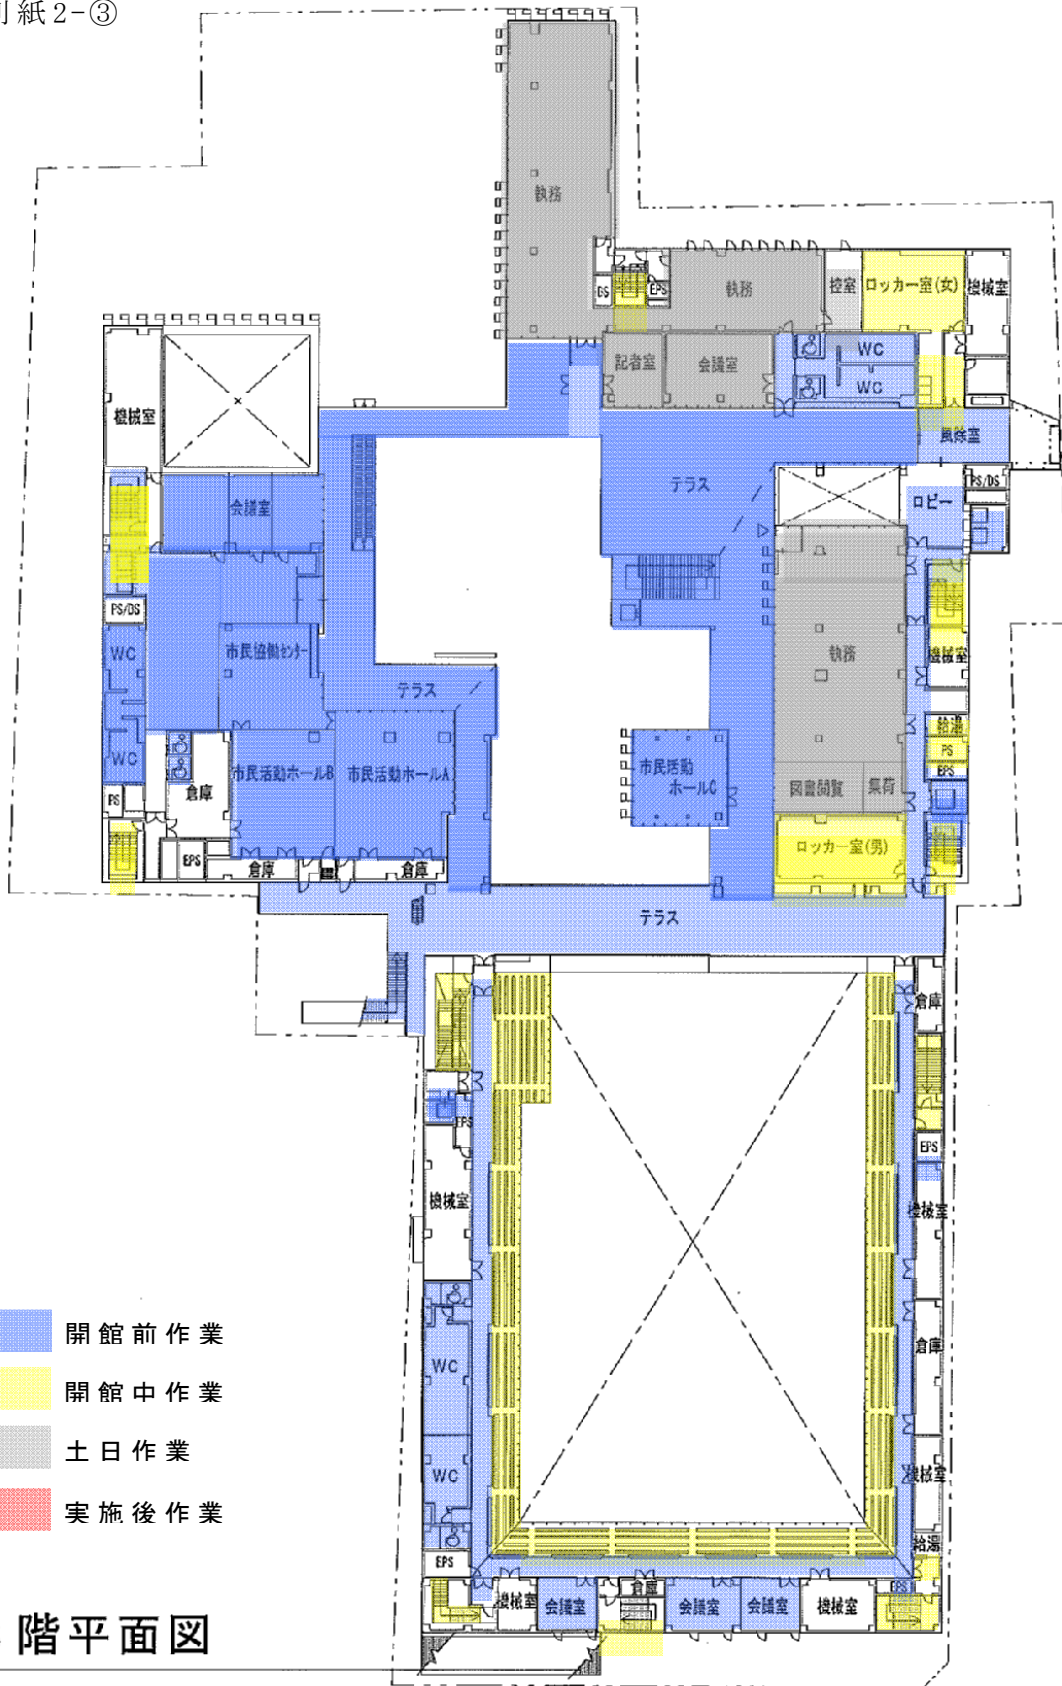 別紙2-③
執務
DS
EPS
執務
控室
ロッカー室(女)
機械室
記者室
会議室
WC
WC
機械室
風除室
テラス
PS/DS
ロビー
会議室
PS/DS
WC
市民協働センター
執務
機械室
テラス
給湯
PS
EPS
WC
市民活動ホールB
市民活動ホールA
市民活動
ホールC
図書閲覧
集荷
PS
倉庫
EPS
倉庫
倉庫
ロッカー室(男)
テラス
倉庫
EPS
EPS
機械室
機械室
開館前作業
WC
倉庫
開館中作業
土日作業
WC
機械室
実施後作業
給湯
EPS
EPS
機械室
会議室
倉庫
会議室
会議室
機械室
階平面図